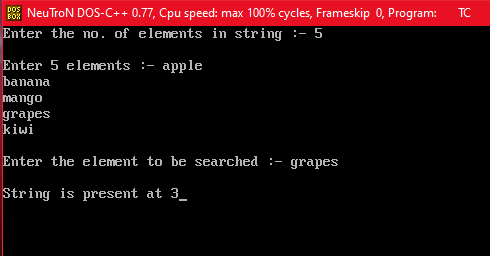 DOS
BOX
NeuTroN DOS-C++ 0.77, Cpu speed: max 100% cycles, Frameskip 0, Program: TC
Enter the no. of elements in string :- 5
Enter 5 elements :- apple
banana
mango
grapes
kiwi
Enter the element to be searched :- grapes
String is present at 3_